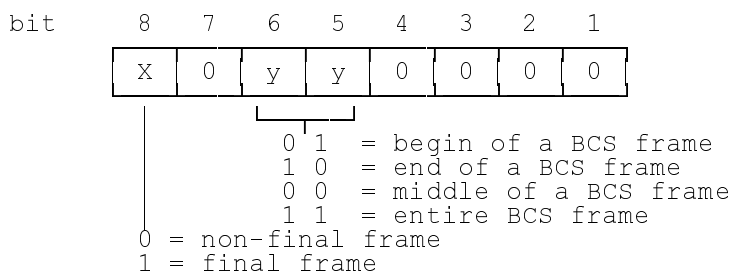 bit 8 7 6 5 4 3 2 1
X 0 y y 0 0 0 0
0 1 = begin of a BCS frame
1 0 = end of a BCS frame
0 0 = middle of a BCS frame
1 1 = entire BCS frame
0 = non-final frame
1 = final frame